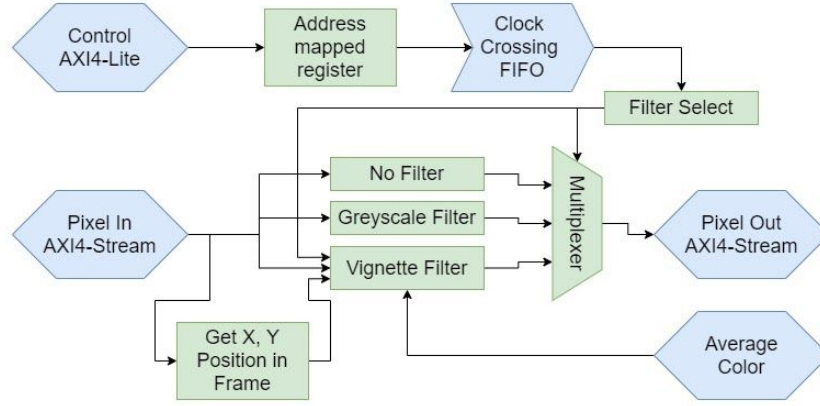 Control
AXI4-Lite
Address
mapped
register
Clock
Crossing
FIFO
Filter Select
No Filter
Greyscale Filter
Vignette Filter
Multiplexer
Pixel In
AXI4-Stream
Pixel Out
AXI4-Stream
Get X, Y
Position in
Frame
Average
Color